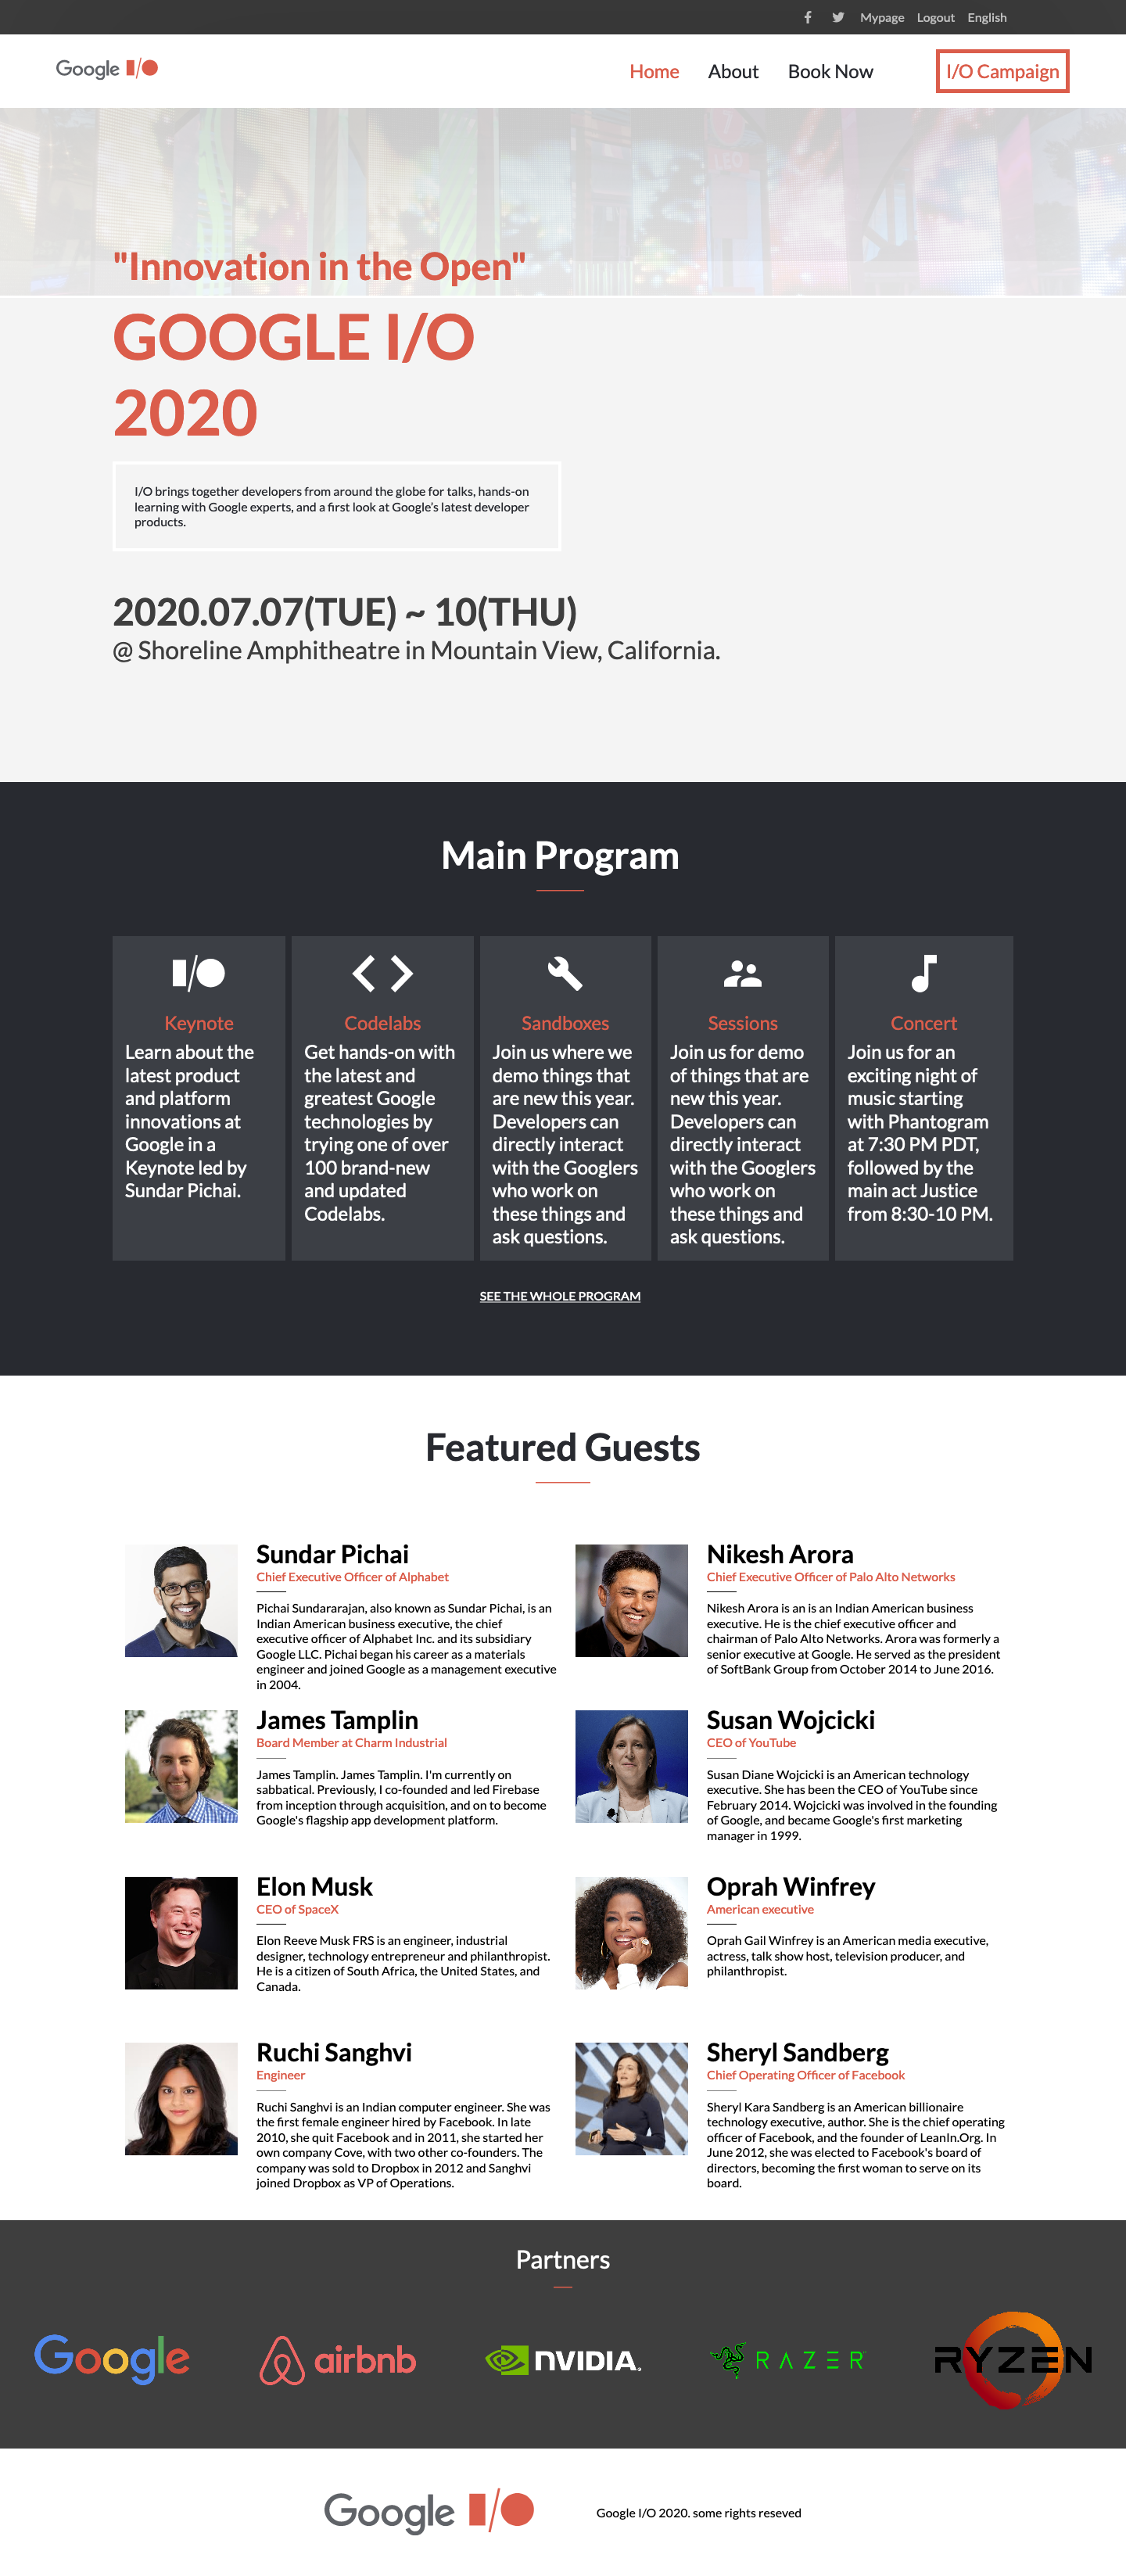 Mypage Logout English
Google I/O
Home About Book Now I/O Campaign
LEO
"Innovation in the Open"
GOOGLE I/O
2020
I/O brings together developers from around the globe for talks, hands-on
learning with Google experts, and a first look at Google's latest developer
products.
2020.07.07(TUE) ~ 10(THU)
@ Shoreline Amphitheatre in Mountain View, California.
Main Program
Keynote
Learn about the
latest product
and platform
innovations at
Google in a
Keynote led by
Sundar Pichai.
Codelabs
Get hands-on with
the latest and
greatest Google
technologies by
trying one of over
100 brand-new
and updated
Codelabs.
Sandboxes
Join us where we
demo things that
are new this year.
Developers can
directly interact
with the Googlers
who work on
these things and
ask questions.
Sessions
Join us for demo
of things that are
new this year.
Developers can
directly interact
with the Googlers
who work on
these things and
ask questions.
Concert
Join us for an
exciting night of
music starting
with Phantogram
at 7:30 PM PDT,
followed by the
main act Justice
from 8:30-10 PM.
SEE THE WHOLE PROGRAM
Featured Guests
Sundar Pichai
Chief Executive Officer of Alphabet
Pichai Sundararajan, also known as Sundar Pichai, is an
Indian American business executive, the chief
executive officer of Alphabet Inc. and its subsidiary
Google LLC. Pichai began his career as a materials
engineer and joined Google as a management executive
in 2004.
Nikesh Arora
Chief Executive Officer of Palo Alto Networks
Nikesh Arora is an is an Indian American business
executive. He is the chief executive officer and
chairman of Palo Alto Networks. Arora was formerly a
senior executive at Google. He served as the president
of SoftBank Group from October 2014 to June 2016.
James Tamplin
Board Member at Charm Industrial
James Tamplin. James Tamplin. I'm currently on
sabbatical. Previously, I co-founded and led Firebase
from inception through acquisition, and on to become
Google's flagship app development platform.
Susan Wojcicki
CEO of YouTube
Susan Diane Wojcicki is an American technology
executive. She has been the CEO of YouTube since
February 2014. Wojcicki was involved in the founding
of Google, and became Google's first marketing
manager in 1999.
Elon Musk
CEO of SpaceX
Elon Reeve Musk FRS is an engineer, industrial
designer, technology entrepreneur and philanthropist.
He is a citizen of South Africa, the United States, and
Canada.
Oprah Winfrey
American executive
Oprah Gail Winfrey is an American media executive,
actress, talk show host, television producer, and
philanthropist.
Ruchi Sanghvi
Engineer
Ruchi Sanghvi is an Indian computer engineer. She was
the first female engineer hired by Facebook. In late
2010, she quit Facebook and in 2011, she started her
own company Cove, with two other co-founders. The
company was sold to Dropbox in 2012 and Sanghvi
joined Dropbox as VP of Operations.
Sheryl Sandberg
Chief Operating Officer of Facebook
Sheryl Kara Sandberg is an American billionaire
technology executive, author. She is the chief operating
officer of Facebook, and the founder of LeanIn.Org. In
June 2012, she was elected to Facebook's board of
directors, becoming the first woman to serve on its
board.
Partners
Google
airbnb
NVIDIA.
RAZER
RYZEN
Google I/O
Google I/O 2020. some rights reseved